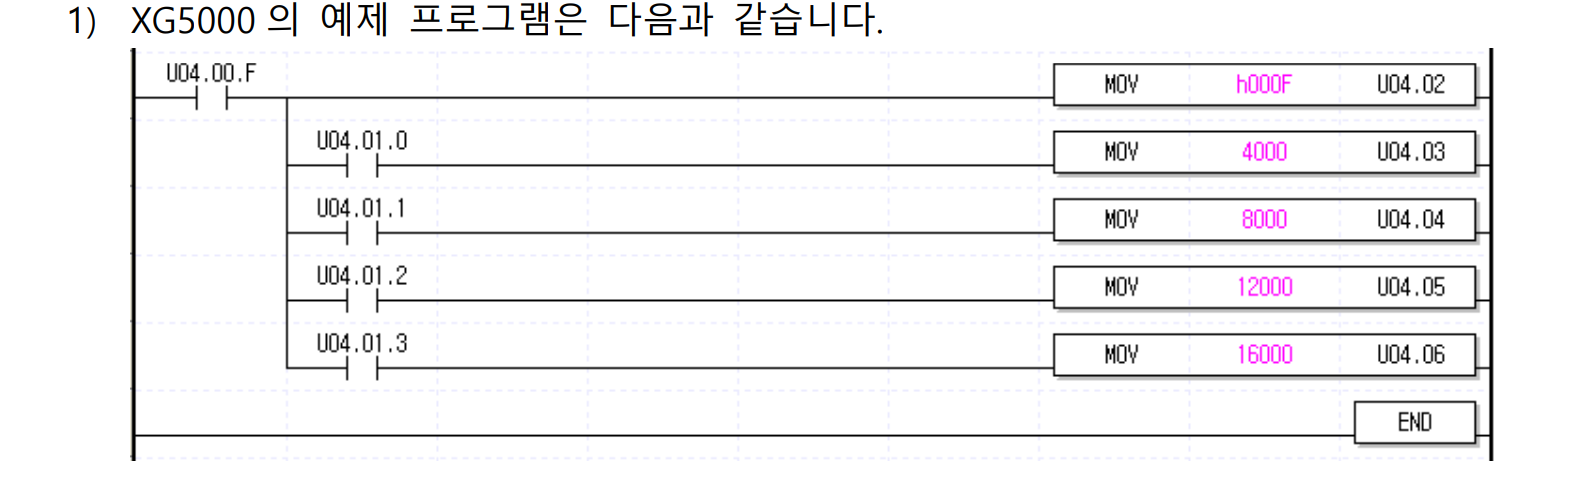 1) XG5000 의 예제 프로그램은 다음과 같습니다.
U04.00.F MOV h000F U04.02
U04.01.0 MOV 4000 U04.03
U04.01.1 MOV 8000 U04.04
U04.01.2 MOV 12000 U04.05
U04.01.3 MOV 16000 U04.06
END